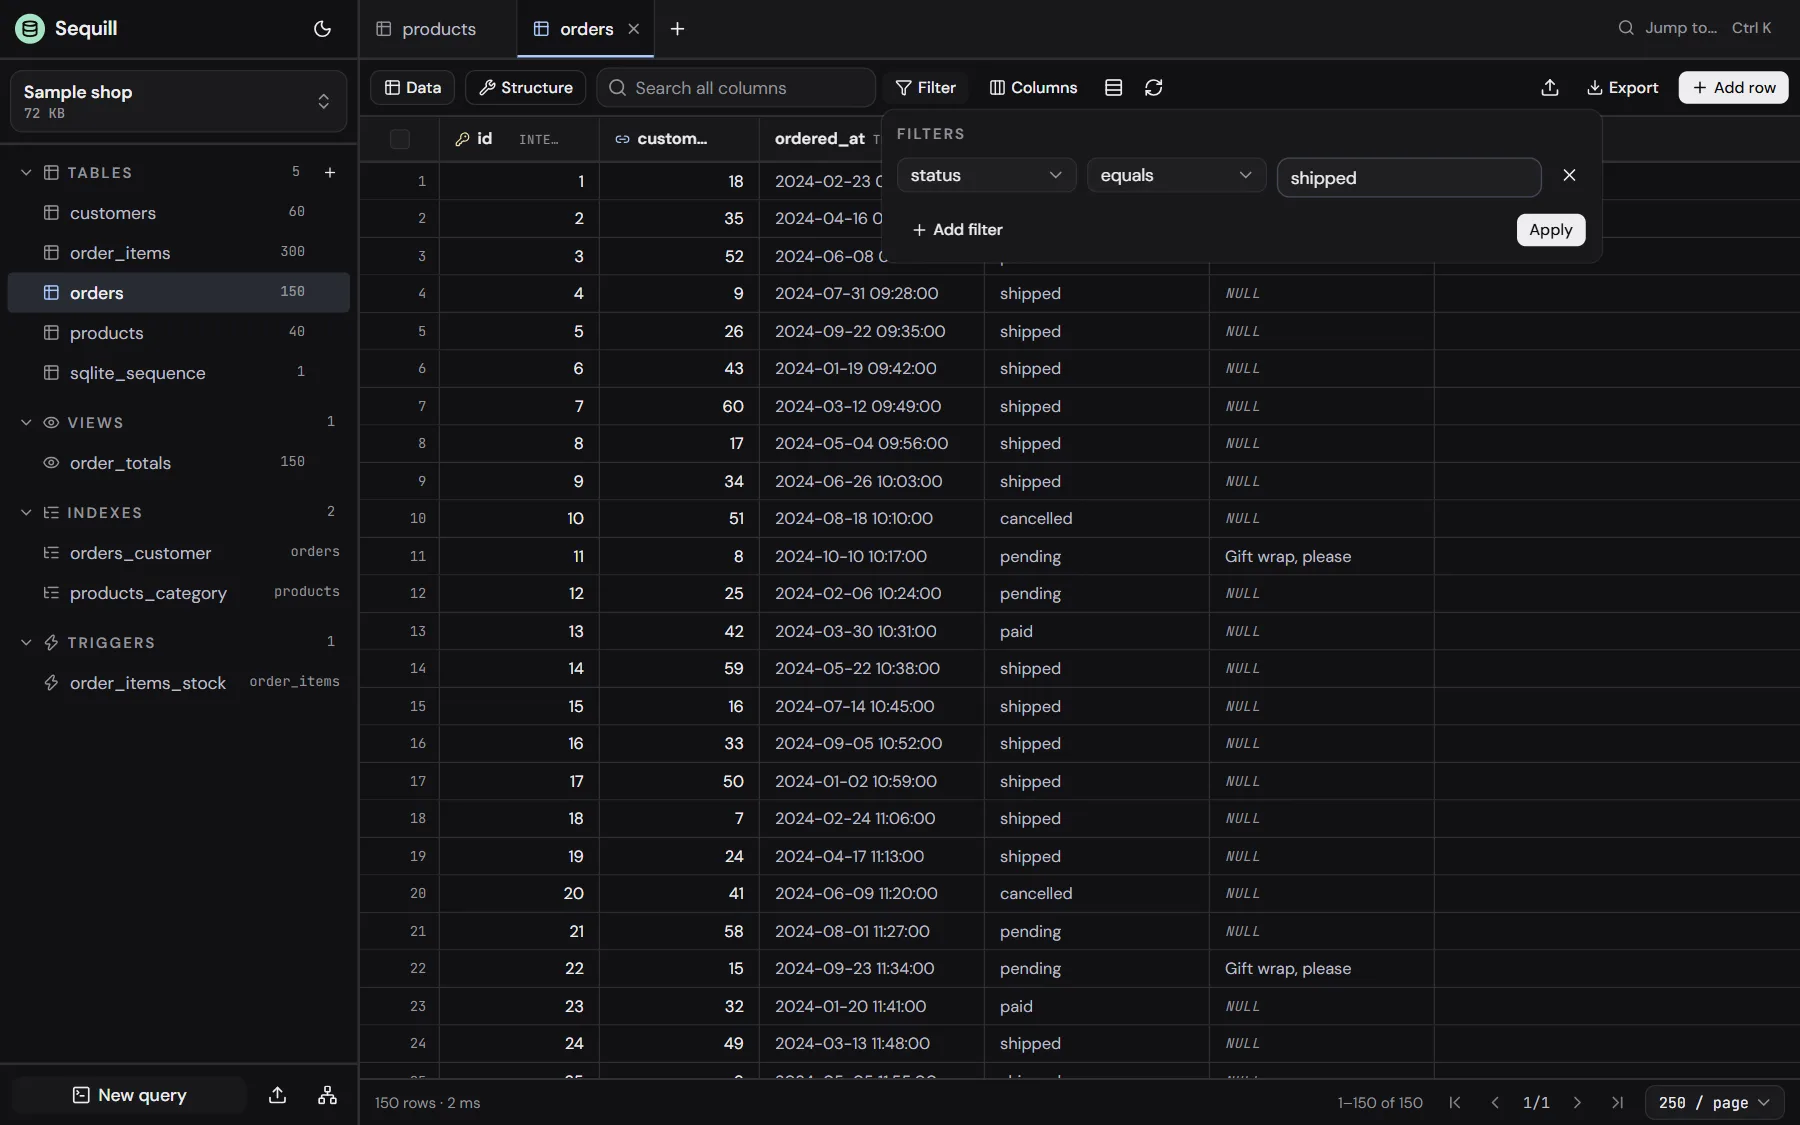 Sequill
products
orders
Jump to... Ctrl K
Sample shop
72 KB
Data
Structure
Search all columns
Filter
Columns
Export
Add row
TABLES 5
customers 60
order_items 300
orders 150
products 40
sqlite_sequence 1
VIEWS 1
order_totals 150
INDEXES 2
orders_customer orders
products_category products
TRIGGERS 1
order_items_stock order_items
New query
id INTE... custom... ordered_at
FILTERS
status equals shipped
Add filter Apply
1 1 18 2024-02-23
2 2 35 2024-04-16
3 3 52 2024-06-08
4 4 9 2024-07-31 09:28:00 shipped NULL
5 5 26 2024-09-22 09:35:00 shipped NULL
6 6 43 2024-01-19 09:42:00 shipped NULL
7 7 60 2024-03-12 09:49:00 shipped NULL
8 8 17 2024-05-04 09:56:00 shipped NULL
9 9 34 2024-06-26 10:03:00 shipped NULL
10 10 51 2024-08-18 10:10:00 cancelled NULL
11 11 8 2024-10-10 10:17:00 pending Gift wrap, please
12 12 25 2024-02-06 10:24:00 pending NULL
13 13 42 2024-03-30 10:31:00 paid NULL
14 14 59 2024-05-22 10:38:00 shipped NULL
15 15 16 2024-07-14 10:45:00 shipped NULL
16 16 33 2024-09-05 10:52:00 shipped NULL
17 17 50 2024-01-02 10:59:00 shipped NULL
18 18 7 2024-02-24 11:06:00 shipped NULL
19 19 24 2024-04-17 11:13:00 shipped NULL
20 20 41 2024-06-09 11:20:00 cancelled NULL
21 21 58 2024-08-01 11:27:00 pending NULL
22 22 15 2024-09-23 11:34:00 pending Gift wrap, please
23 23 32 2024-01-20 11:41:00 paid NULL
24 24 49 2024-03-13 11:48:00 shipped NULL
150 rows · 2 ms
1–150 of 150
1/1
250 / page